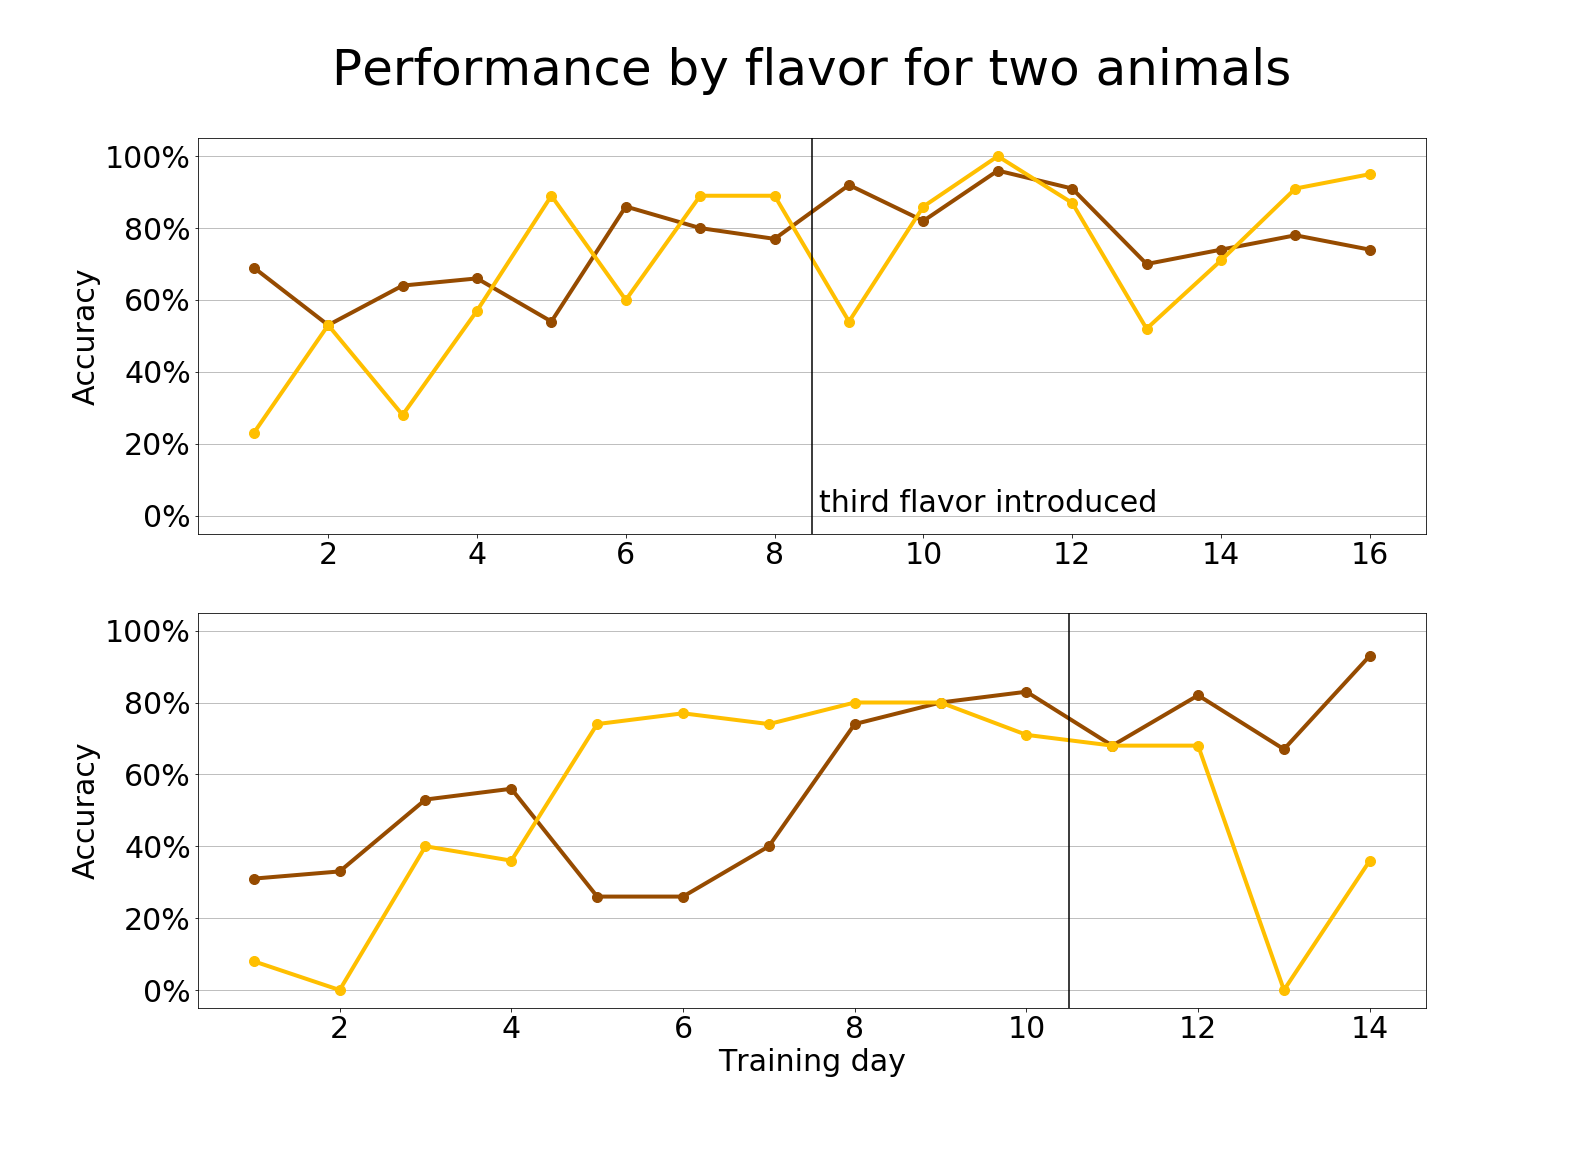 Performance by flavor for two animals
100%
80%
60%
40%
20%
0%
Accuracy
third flavor introduced
2 4 6 8 10 12 14 16
100%
80%
60%
40%
20%
0%
Accuracy
2 4 6 8 10 12 14
Training day